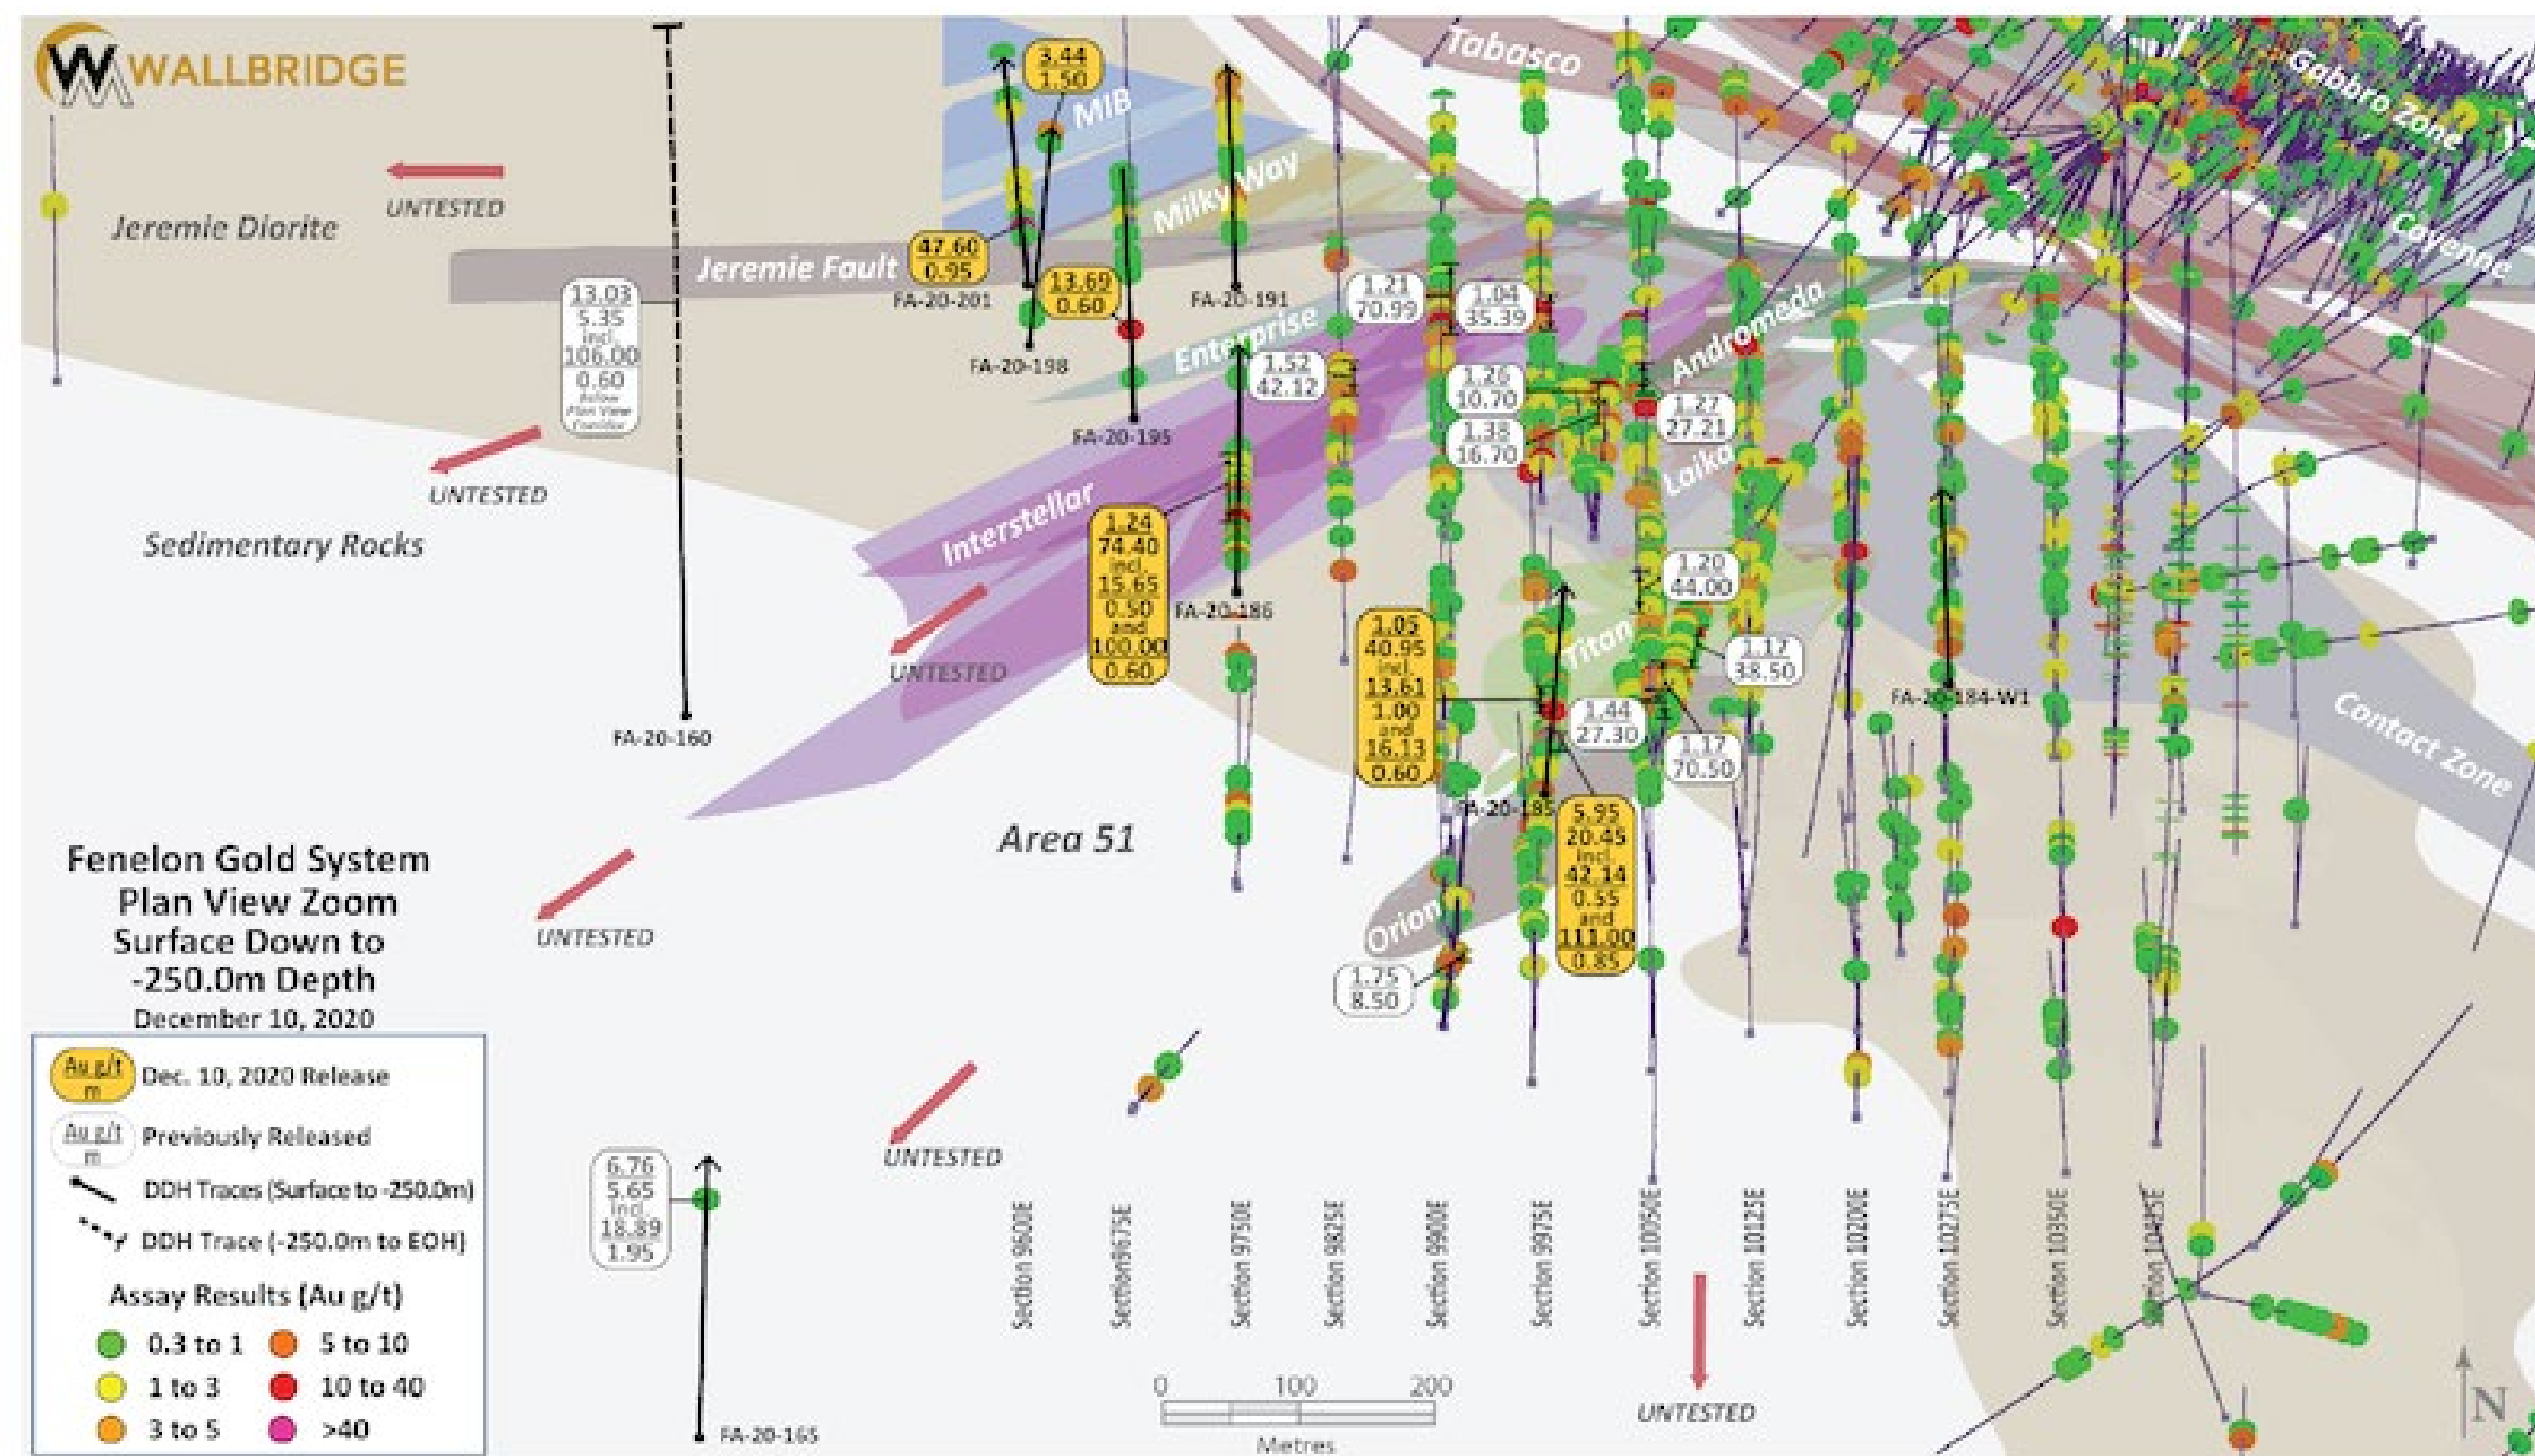 WALLBRIDGE
Tabasco
Gabbro Zone
3.44
1.50
MIB
Milky Way
UNTESTED
Jeremie Diorite
Cayenne
Jeremie Fault
47.60
0.95
FA-20-201
13.69
0.60
FA-20-191
13.03
5.35
incl.
106.00
0.60
Below
Plan View
Corridor
1.21
70.99
1.04
35.39
Andromeda
Enterprise
FA-20-198
1.52
42.12
1.26
10.70
1.27
27.21
1.38
16.70
FA-20-195
Laika
UNTESTED
Interstellar
Sedimentary Rocks
1.24
74.40
incl.
15.65
0.50
and
100.00
0.60
FA-20-186
1.20
44.00
Titan
1.17
38.50
UNTESTED
1.05
40.95
incl.
13.61
1.00
and
16.13
0.60
FA-20-184-W1
1.44
27.30
1.17
70.50
Contact Zone
FA-20-160
FA-20-185
5.95
20.45
incl.
42.14
0.55
and
111.00
0.85
Area 51
Orion
UNTESTED
1.75
8.50
Fenelon Gold System
Plan View Zoom
Surface Down to
-250.0m Depth
December 10, 2020
Au g/t
m
Dec. 10, 2020 Release
Au g/t
m
Previously Released
DDH Traces (Surface to -250.0m)
DDH Trace (-250.0m to EOH)
Assay Results (Au g/t)
0.3 to 1
5 to 10
1 to 3
10 to 40
3 to 5
>40
UNTESTED
6.76
5.65
incl.
18.89
1.95
FA-20-165
Section 9600E
Section9675E
Section 9750E
Section 9825E
Section 9900E
Section 9975E
Section 10050E
Section 10125E
Section 10200E
Section 10275E
Section 10350E
Section 10425E
0 100 200
Metres
UNTESTED
N